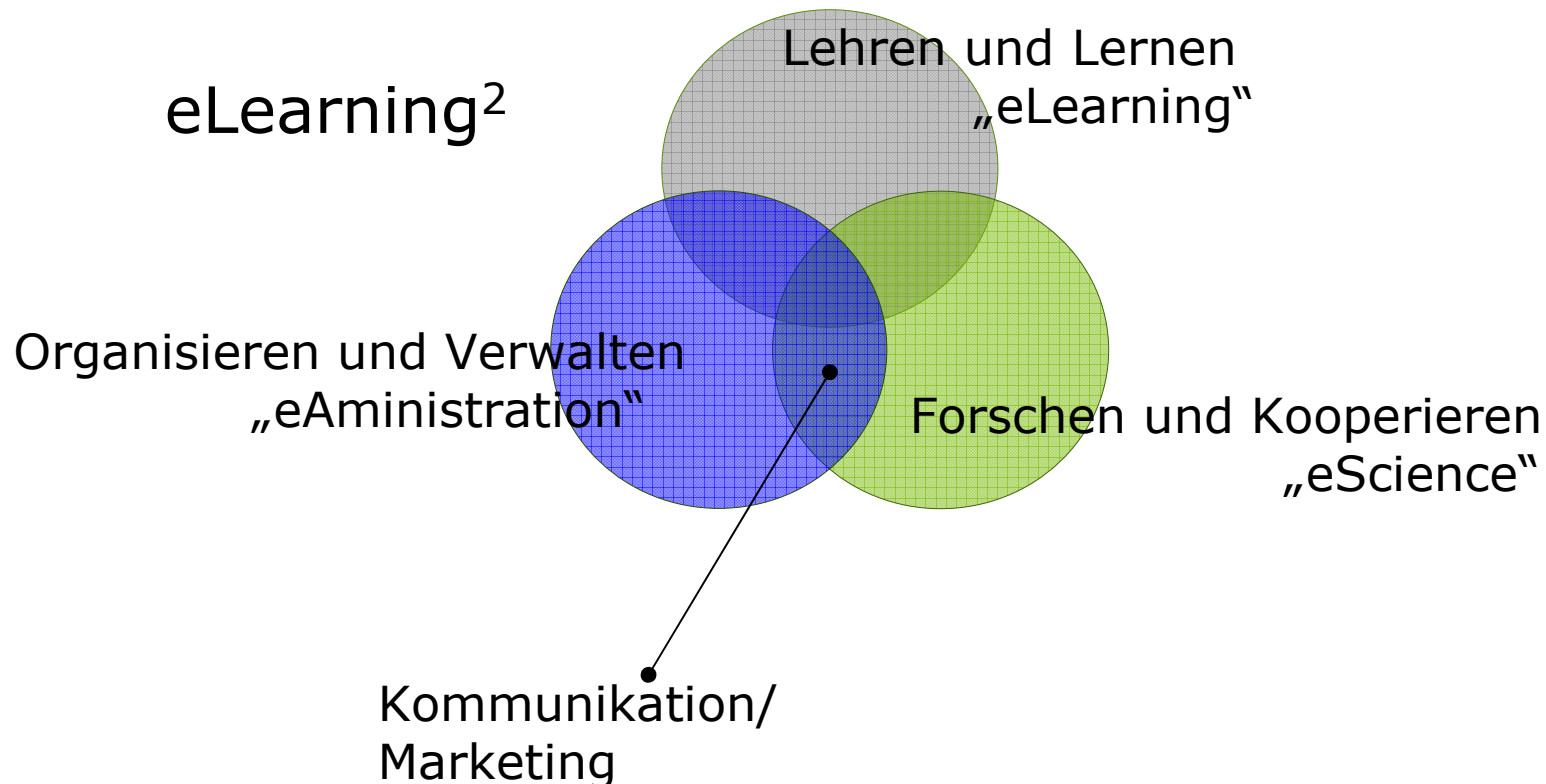 eLearning²
Lehren und Lernen
„eLearning“
Organisieren und Verwalten
„eAministration“
Forschen und Kooperieren
„eScience“
Kommunikation/
Marketing